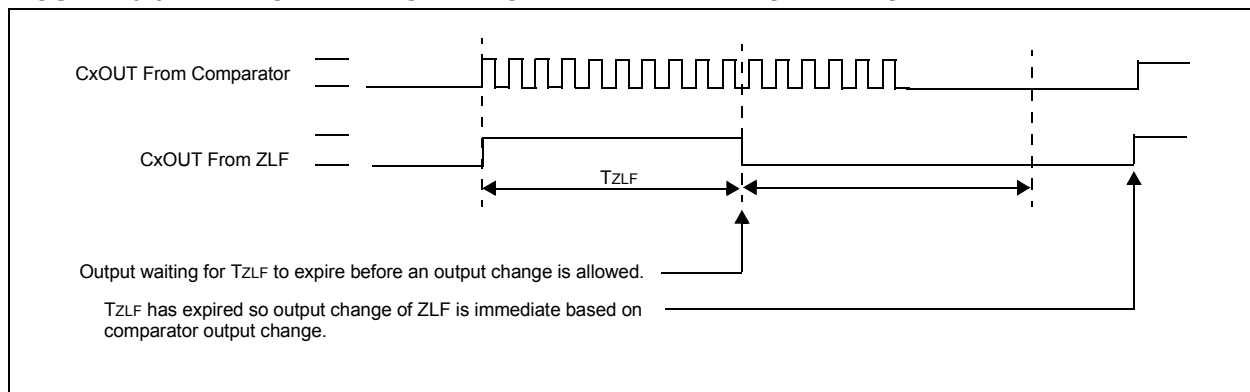 CxOUT From Comparator
CxOUT From ZLF
TZLF
Output waiting for TZLF to expire before an output change is allowed.
TZLF has expired so output change of ZLF is immediate based on
comparator output change.